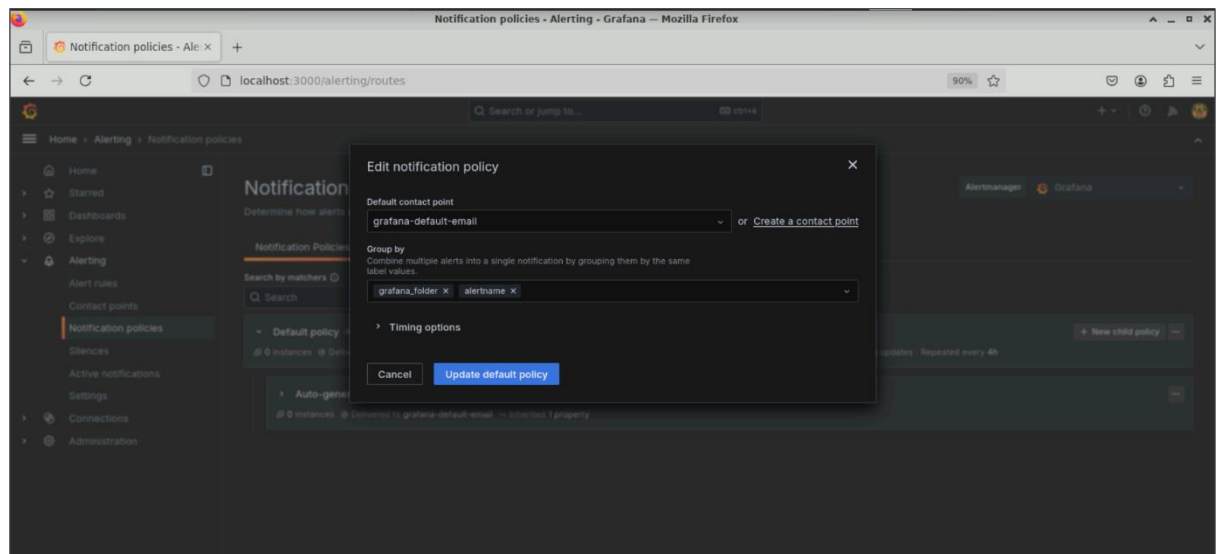 Notification policies - Alerting - Grafana — Mozilla Firefox
Notification policies - Ale
localhost:3000/alerting/routes
90%
Search or jump to...
ctrl+k
Home › Alerting › Notification policies
Home
Starred
Dashboards
Explore
Alerting
Alert rules
Contact points
Notification policies
Silences
Active notifications
Settings
Connections
Administration
Notification
Determine how alerts
Alertmanager
Grafana
Notification Policies
Search by matchers
Search
Default policy
0 instances
+ New child policy
updates · Repeated every 4h
Auto-gener
0 instances Delivered to grafana-default-email Inherited 1 property
Edit notification policy
Default contact point
grafana-default-email
or Create a contact point
Group by
Combine multiple alerts into a single notification by grouping them by the same
label values.
grafana_folder alertname
Timing options
Cancel Update default policy